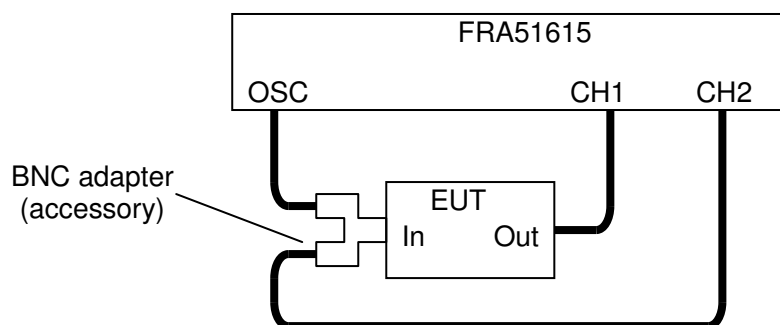 FRA51615
OSC
CH1
CH2
BNC adapter
(accessory)
EUT
In
Out